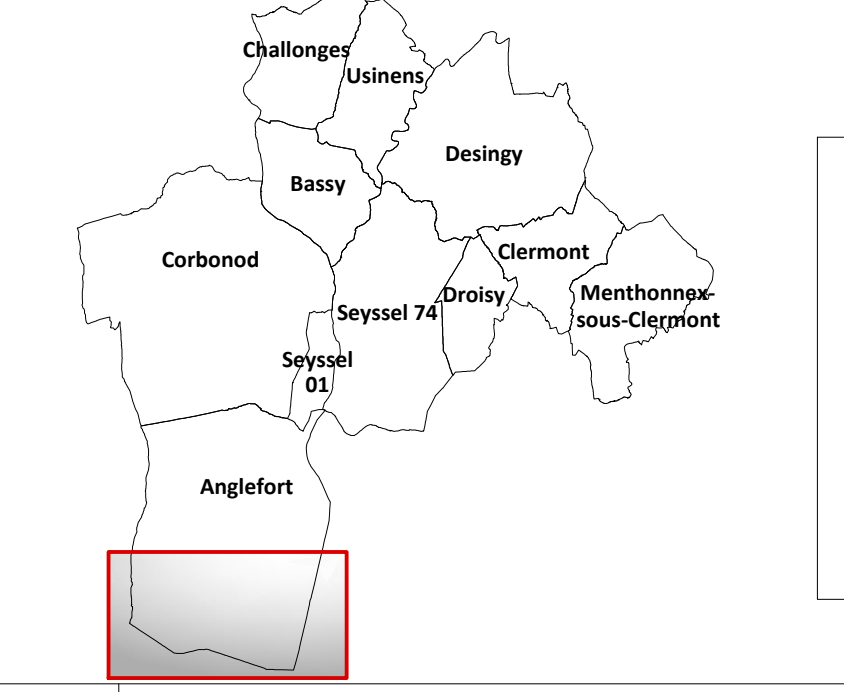 Challonges
Usinens
Desingy
Bassy
Clermont
Corbonod
Droisy
Menthonnex-
sous-Clermont
Seyssel 74
Seyssel
01
Anglefort